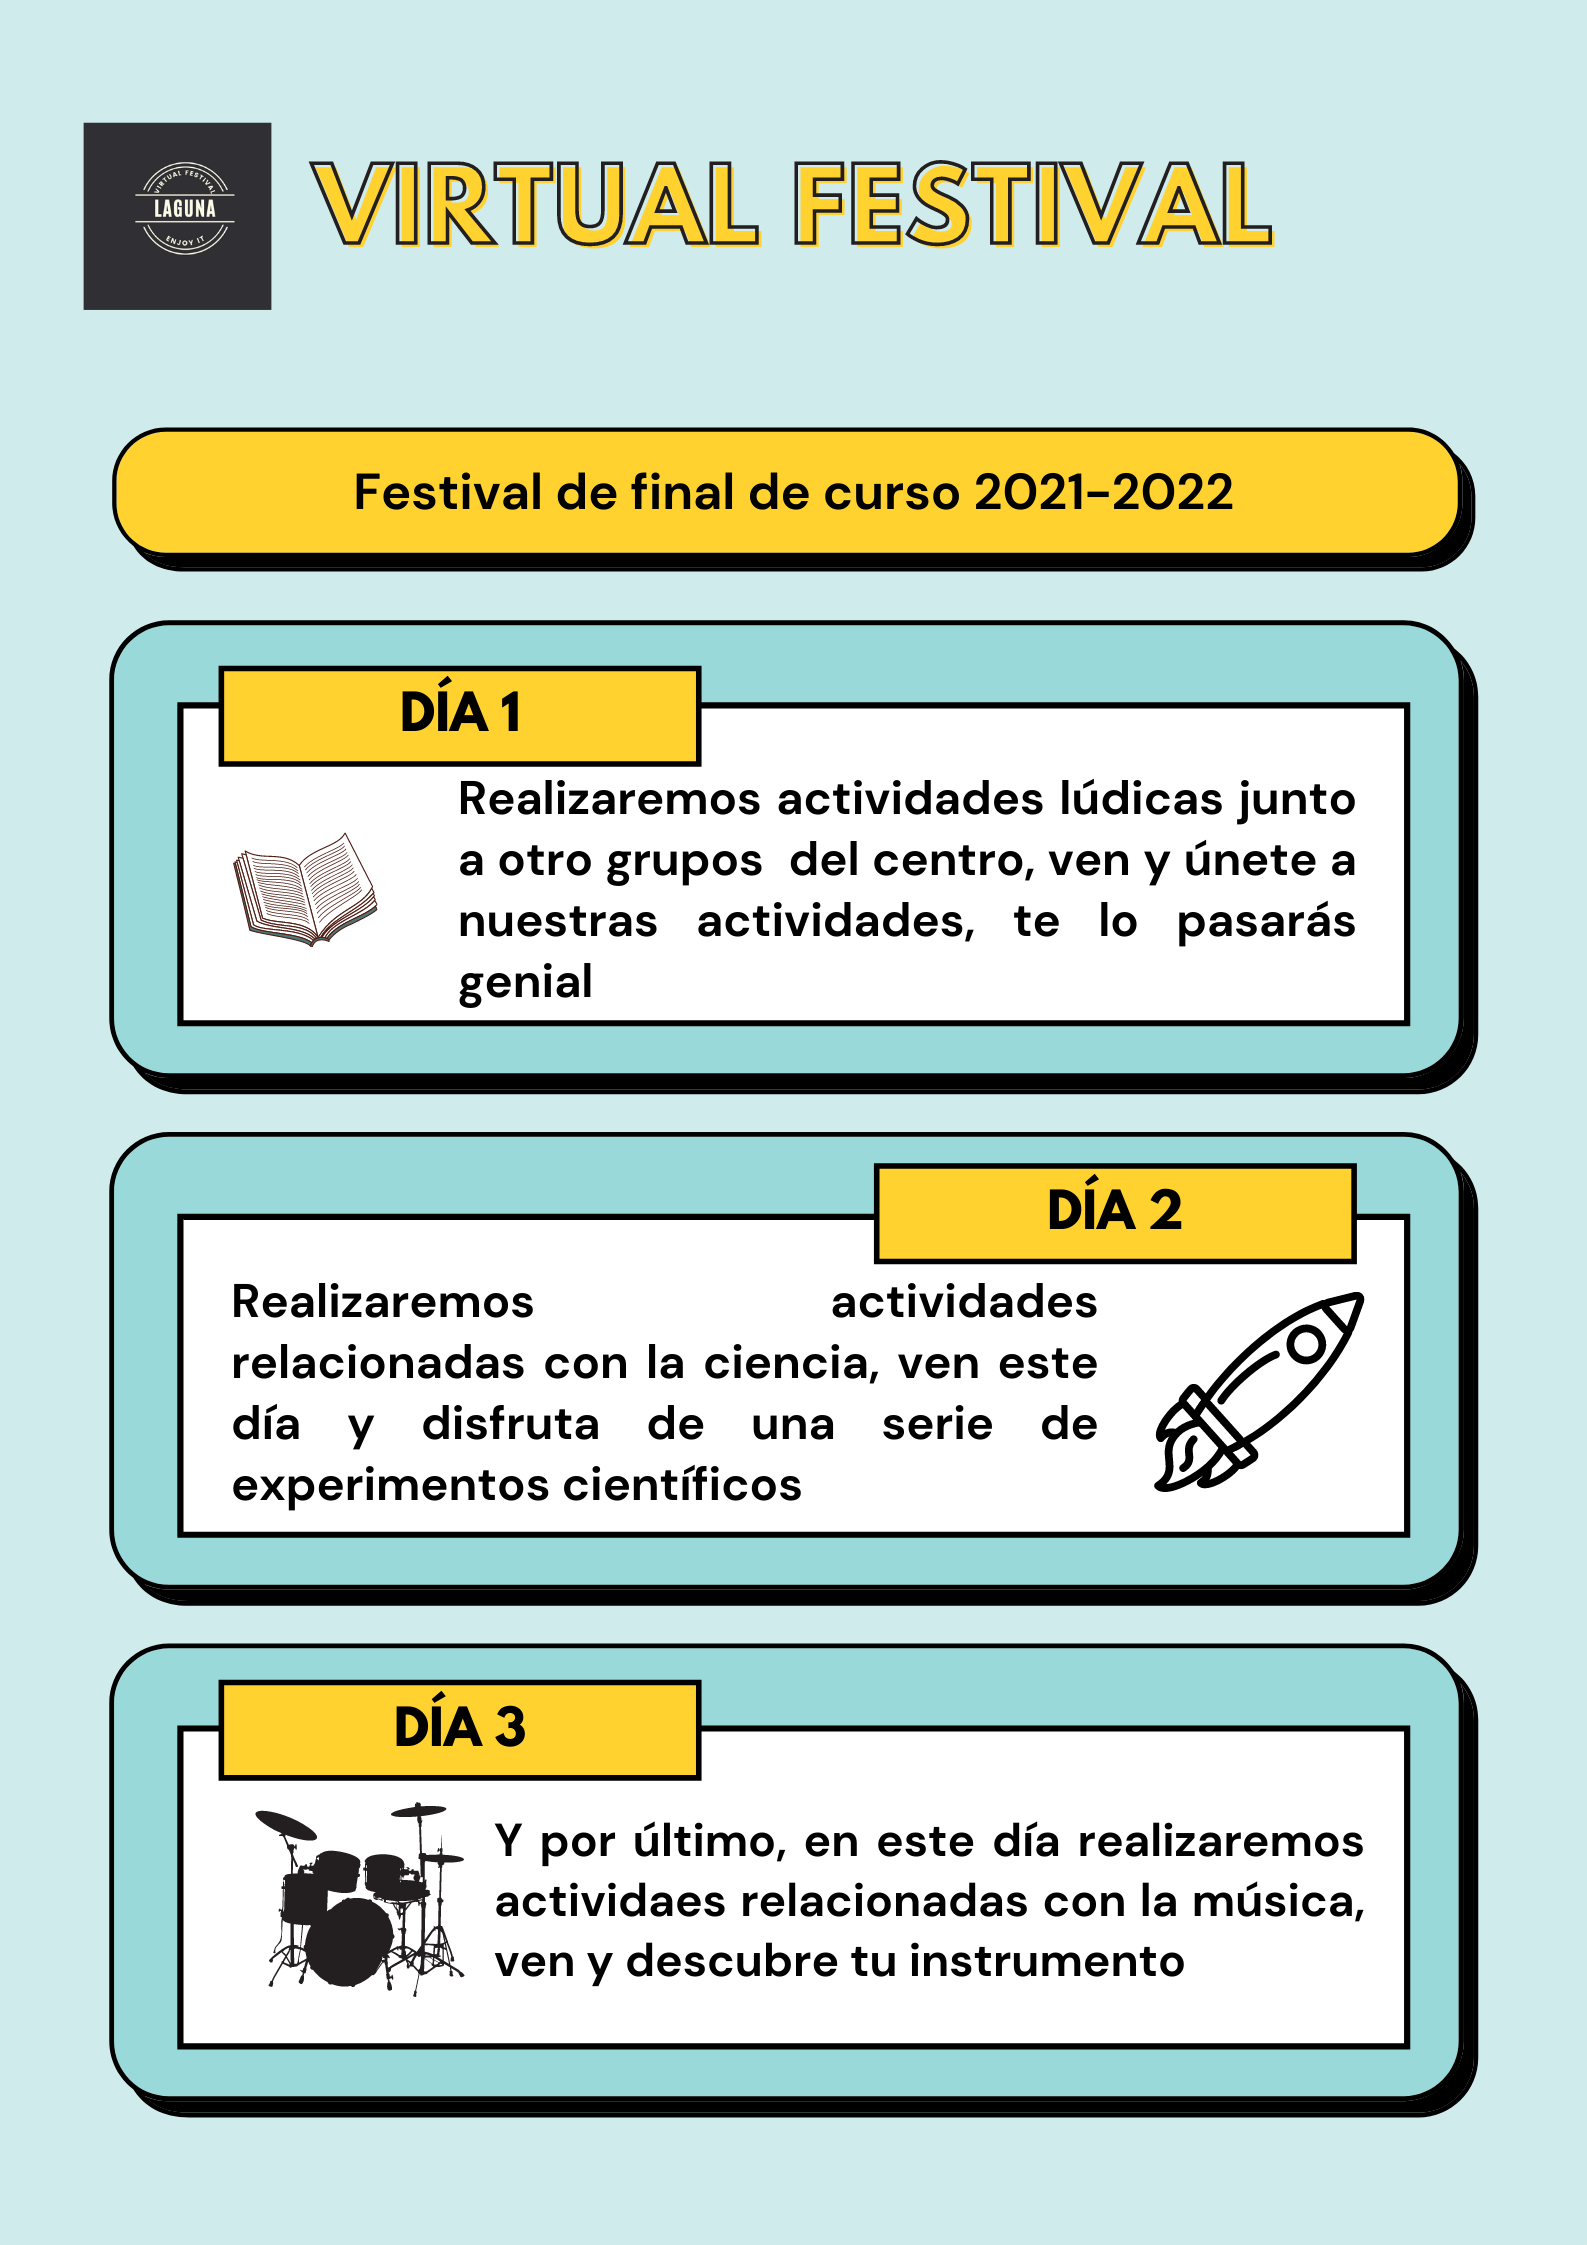 VIRTUAL FESTIVAL
LAGUNA
ENJOY IT
VIRTUAL FESTIVAL
Festival de final de curso 2021-2022
DÍA 1
Realizaremos actividades lúdicas junto
a otro grupos del centro, ven y únete a
nuestras actividades, te lo pasarás
genial
DÍA 2
Realizaremos actividades
relacionadas con la ciencia, ven este
día y disfruta de una serie de
experimentos científicos
DÍA 3
Y por último, en este día realizaremos
actividaes relacionadas con la música,
ven y descubre tu instrumento